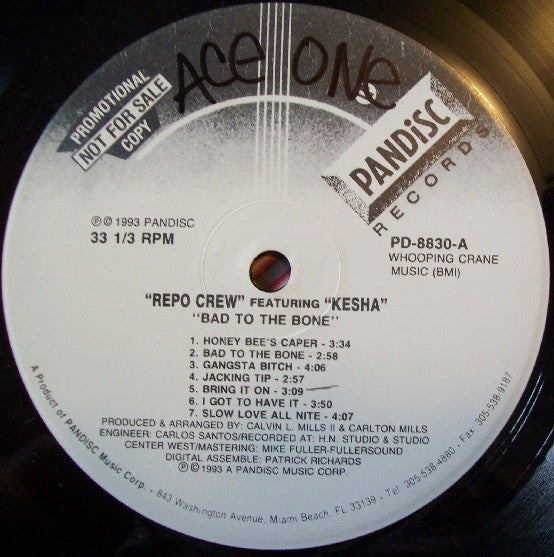 ACE ONE
PROMOTIONAL
NOT FOR SALE
COPY
PANDISC
RECORDS
℗ © 1993 PANDISC
33 1/3 RPM
PD-8830-A
WHOOPING CRANE
MUSIC (BMI)
"REPO CREW" FEATURING "KESHA"
"BAD TO THE BONE"
1. HONEY BEE'S CAPER - 3:34
2. BAD TO THE BONE - 2:58
3. GANGSTA BITCH - 4:06
4. JACKING TIP - 2:57
5. BRING IT ON - 3:09
6. I GOT TO HAVE IT - 3:50
7. SLOW LOVE ALL NITE - 4:07
PRODUCED & ARRANGED BY: CALVIN L. MILLS II & CARLTON MILLS
ENGINEER: CARLOS SANTOS/RECORDED AT: H.N. STUDIO & STUDIO
CENTER WEST/MASTERING: MIKE FULLER-FULLERSOUND
DIGITAL ASSEMBLE: PATRICK RICHARDS
℗ © 1993 A PANDISC MUSIC CORP.
A Product of PANDISC Music Corp. • 843 Washington Avenue, Miami Beach, FL 33139 • Tel: 305-538-4880 • Fax 305-538-9187